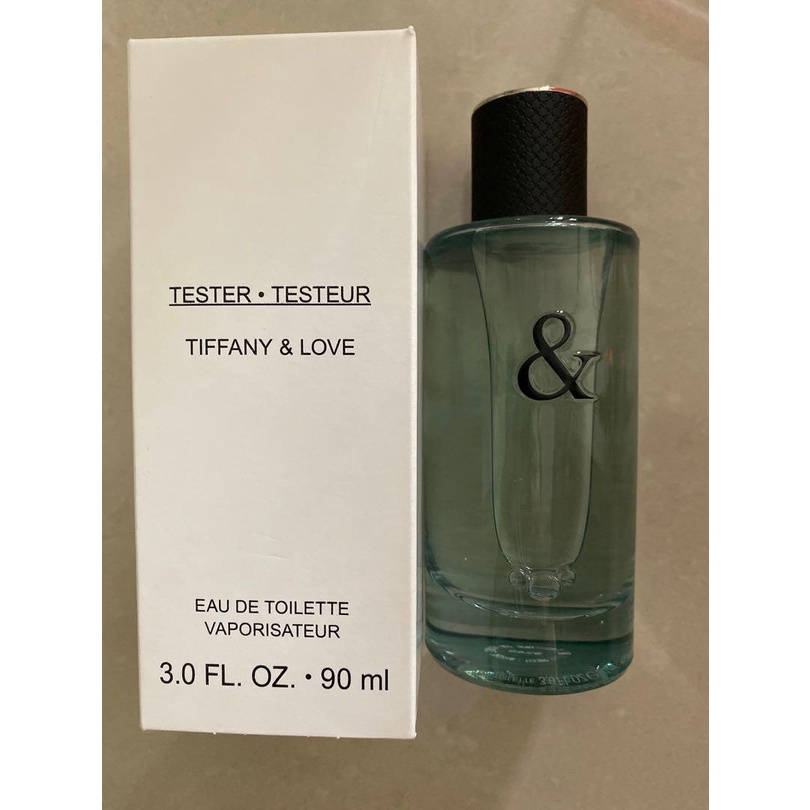 TESTER • TESTEUR
TIFFANY & LOVE
EAU DE TOILETTE
VAPORISATEUR
3.0 FL. OZ. • 90 ml
&